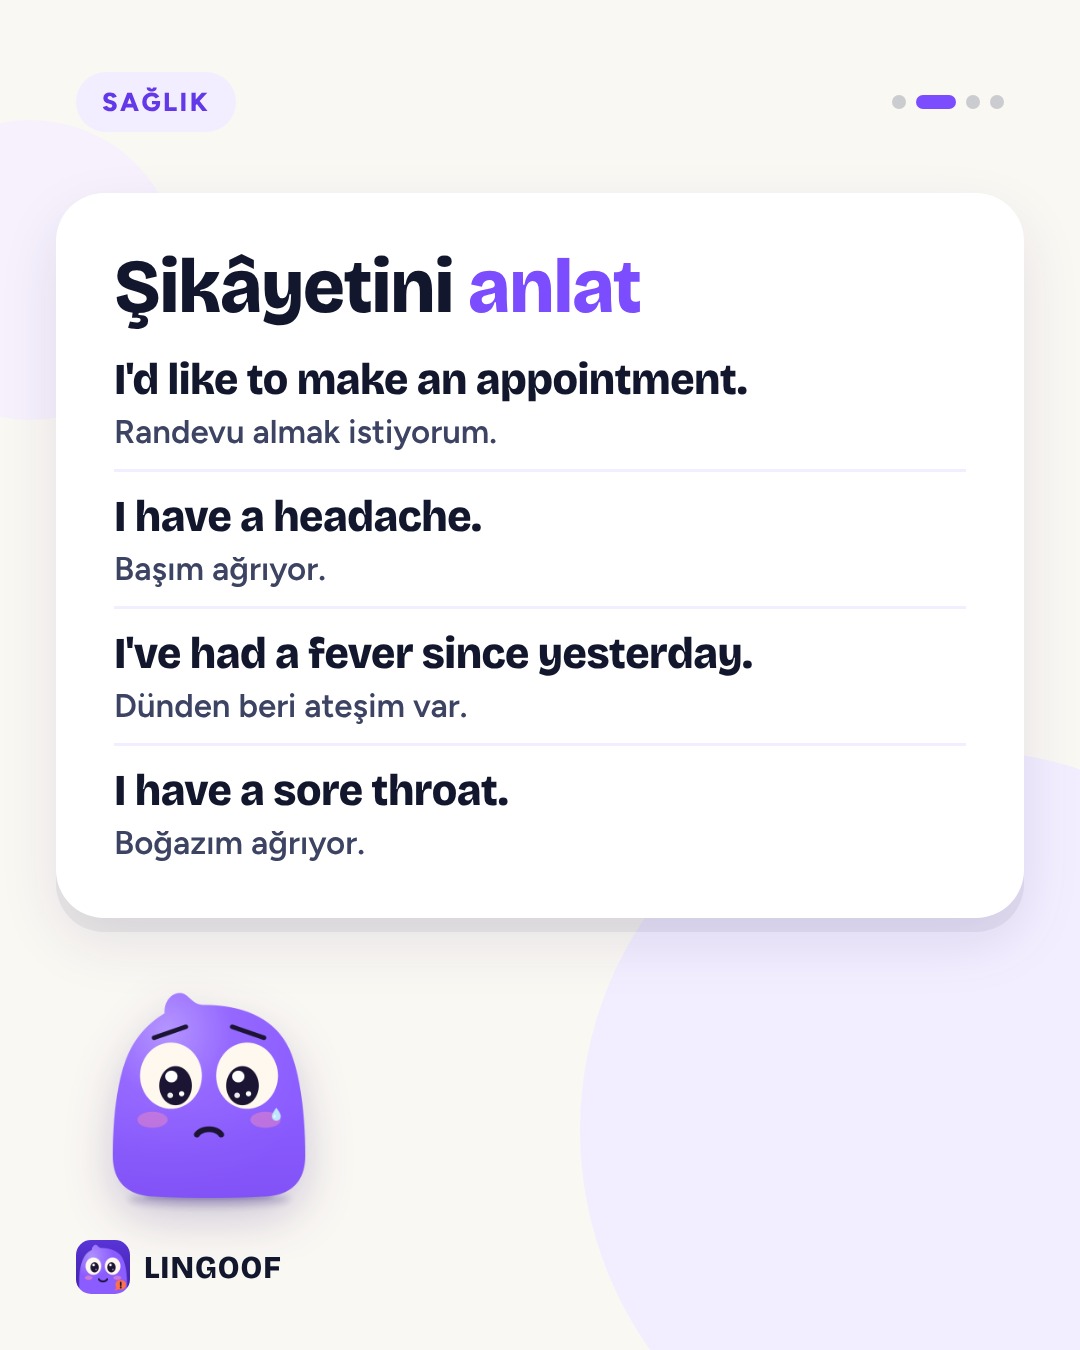 SAĞLIK
Şikâyetini anlat
I'd like to make an appointment.
Randevu almak istiyorum.
I have a headache.
Başım ağrıyor.
I've had a fever since yesterday.
Dünden beri ateşim var.
I have a sore throat.
Boğazım ağrıyor.
LINGOOF